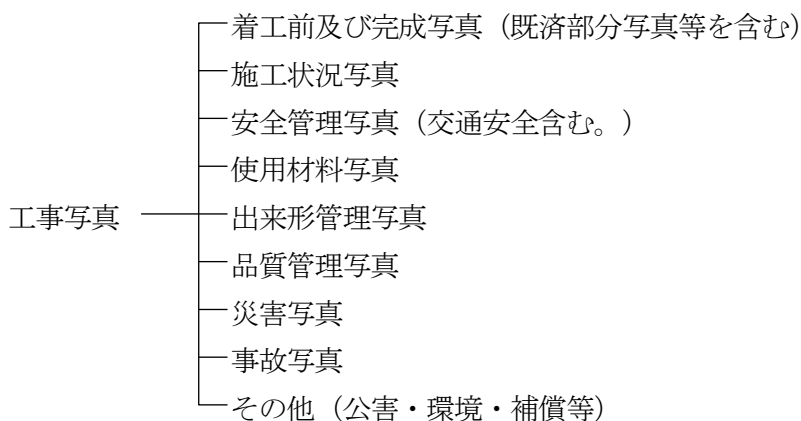 着工前及び完成写真（既済部分写真等を含む）
施工状況写真
安全管理写真（交通安全含む。）
使用材料写真
工事写真
出来形管理写真
品質管理写真
災害写真
事故写真
その他（公害・環境・補償等）